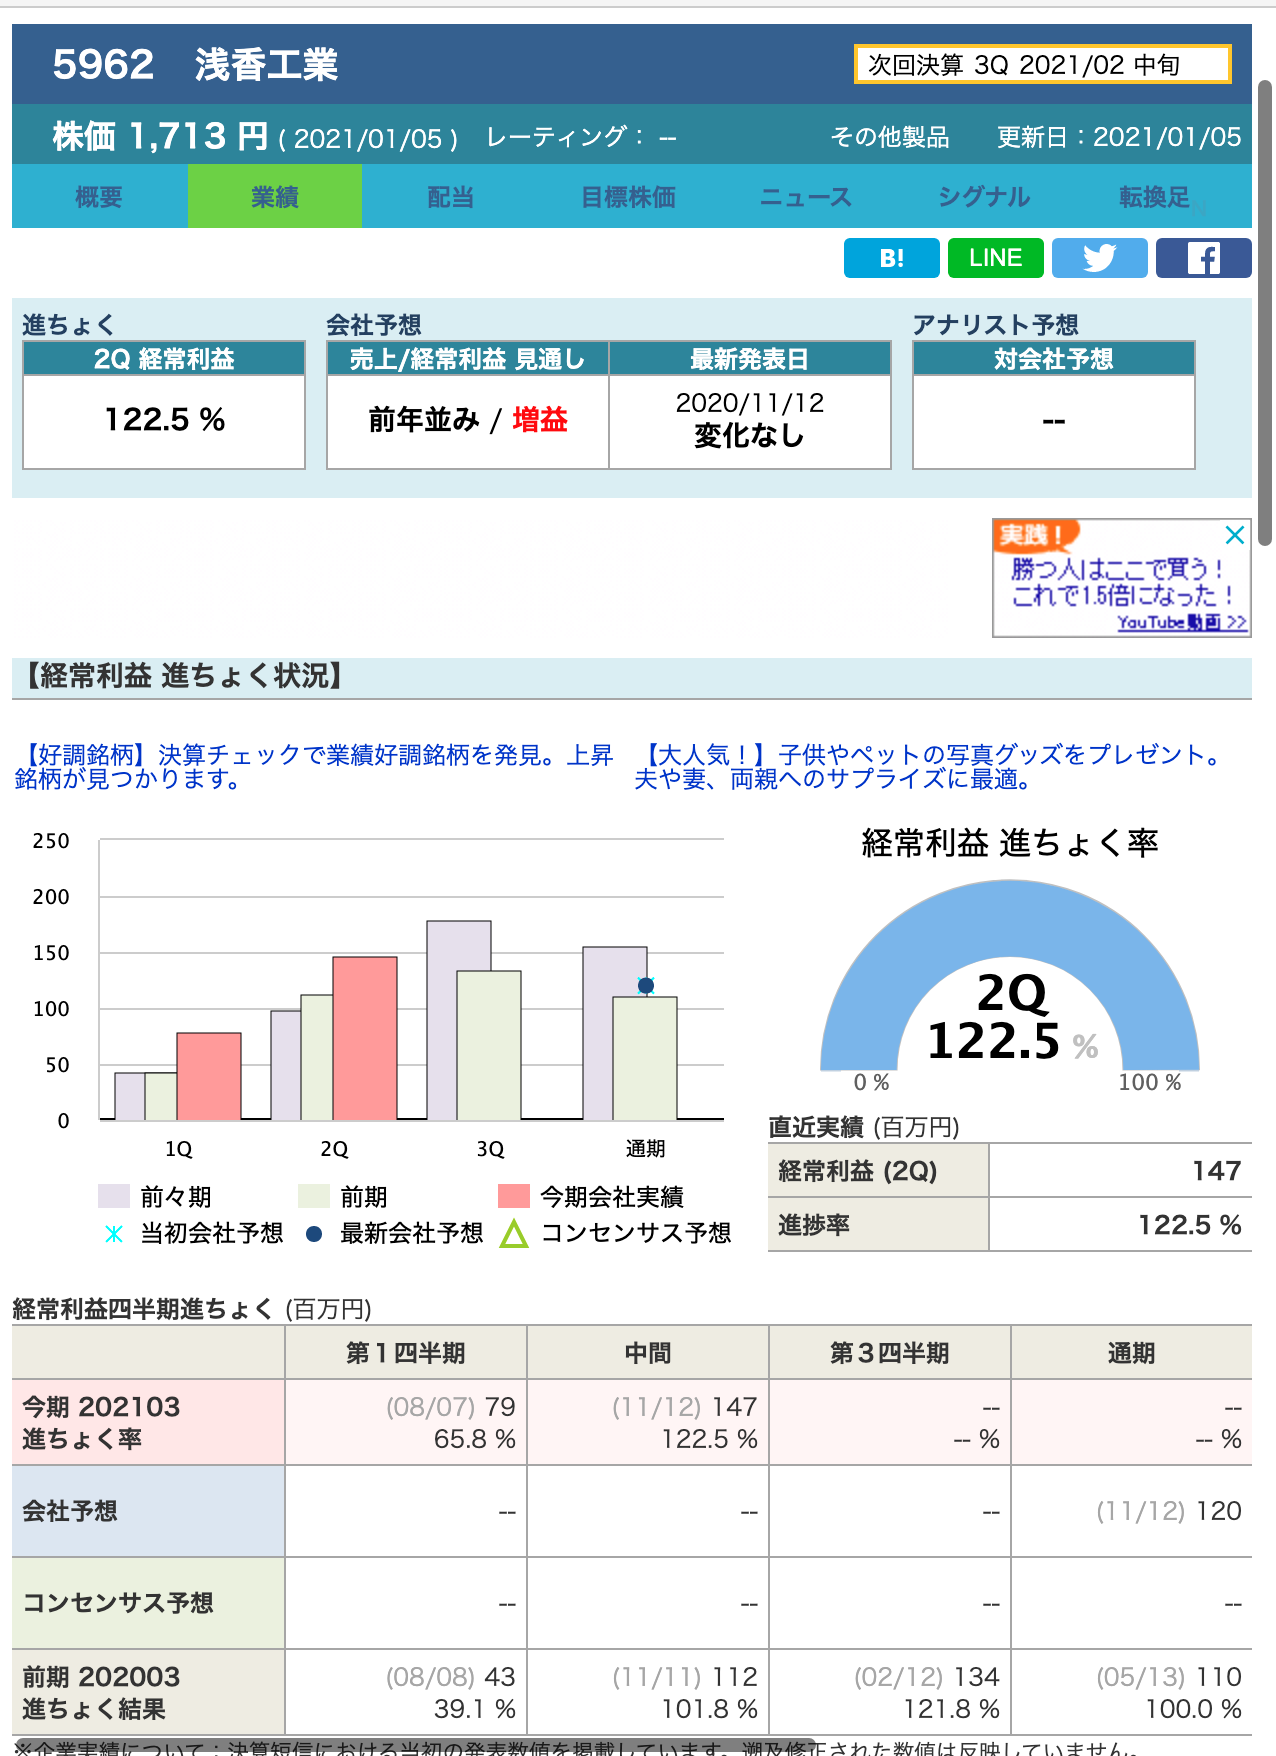 5962 浅香工業
次回決算 3Q 2021/02 中旬
株価 1,713 円 ( 2021/01/05 ) レーティング： -- その他製品 更新日：2021/01/05
概要 業績 配当 目標株価 ニュース シグナル 転換足
B! LINE
進ちょく 会社予想 アナリスト予想
2Q 経常利益 売上/経常利益 見通し 最新発表日 対会社予想
122.5 % 前年並み / 増益 2020/11/12 --
変化なし
実践！
勝つ人はここで買う！
これで1.5倍になった！
YouTube動画 >>
【経常利益 進ちょく状況】
【好調銘柄】決算チェックで業績好調銘柄を発見。上昇
銘柄が見つかります。
【大人気！】子供やペットの写真グッズをプレゼント。
夫や妻、両親へのサプライズに最適。
250
200
150
100
50
0
1Q 2Q 3Q 通期
前々期 前期 今期会社実績
当初会社予想 最新会社予想 コンセンサス予想
経常利益 進ちょく率
2Q
122.5 %
0 % 100 %
直近実績 (百万円)
経常利益 (2Q) 147
進捗率 122.5 %
経常利益四半期進ちょく (百万円)
第１四半期 中間 第３四半期 通期
今期 202103 (08/07) 79 (11/12) 147 -- --
進ちょく率 65.8 % 122.5 % -- % -- %
会社予想 -- -- -- (11/12) 120
コンセンサス予想 -- -- -- --
前期 202003 (08/08) 43 (11/11) 112 (02/12) 134 (05/13) 110
進ちょく結果 39.1 % 101.8 % 121.8 % 100.0 %
※企業実績について：決算短信における当初の発表数値を掲載しています。遡及修正された数値は反映していません。